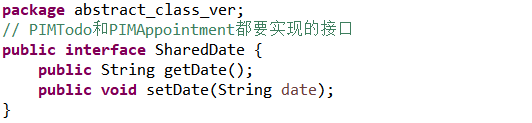 package abstract_class_ver;
// PIMTodo和PIMAppointment都要实现的接口
public interface SharedDate {
    public String getDate();
    public void setDate(String date);
}